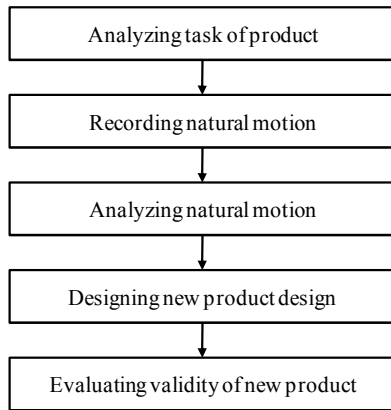 Analyzing task of product
Recording natural motion
Analyzing natural motion
Designing new product design
Evaluating validity of new product